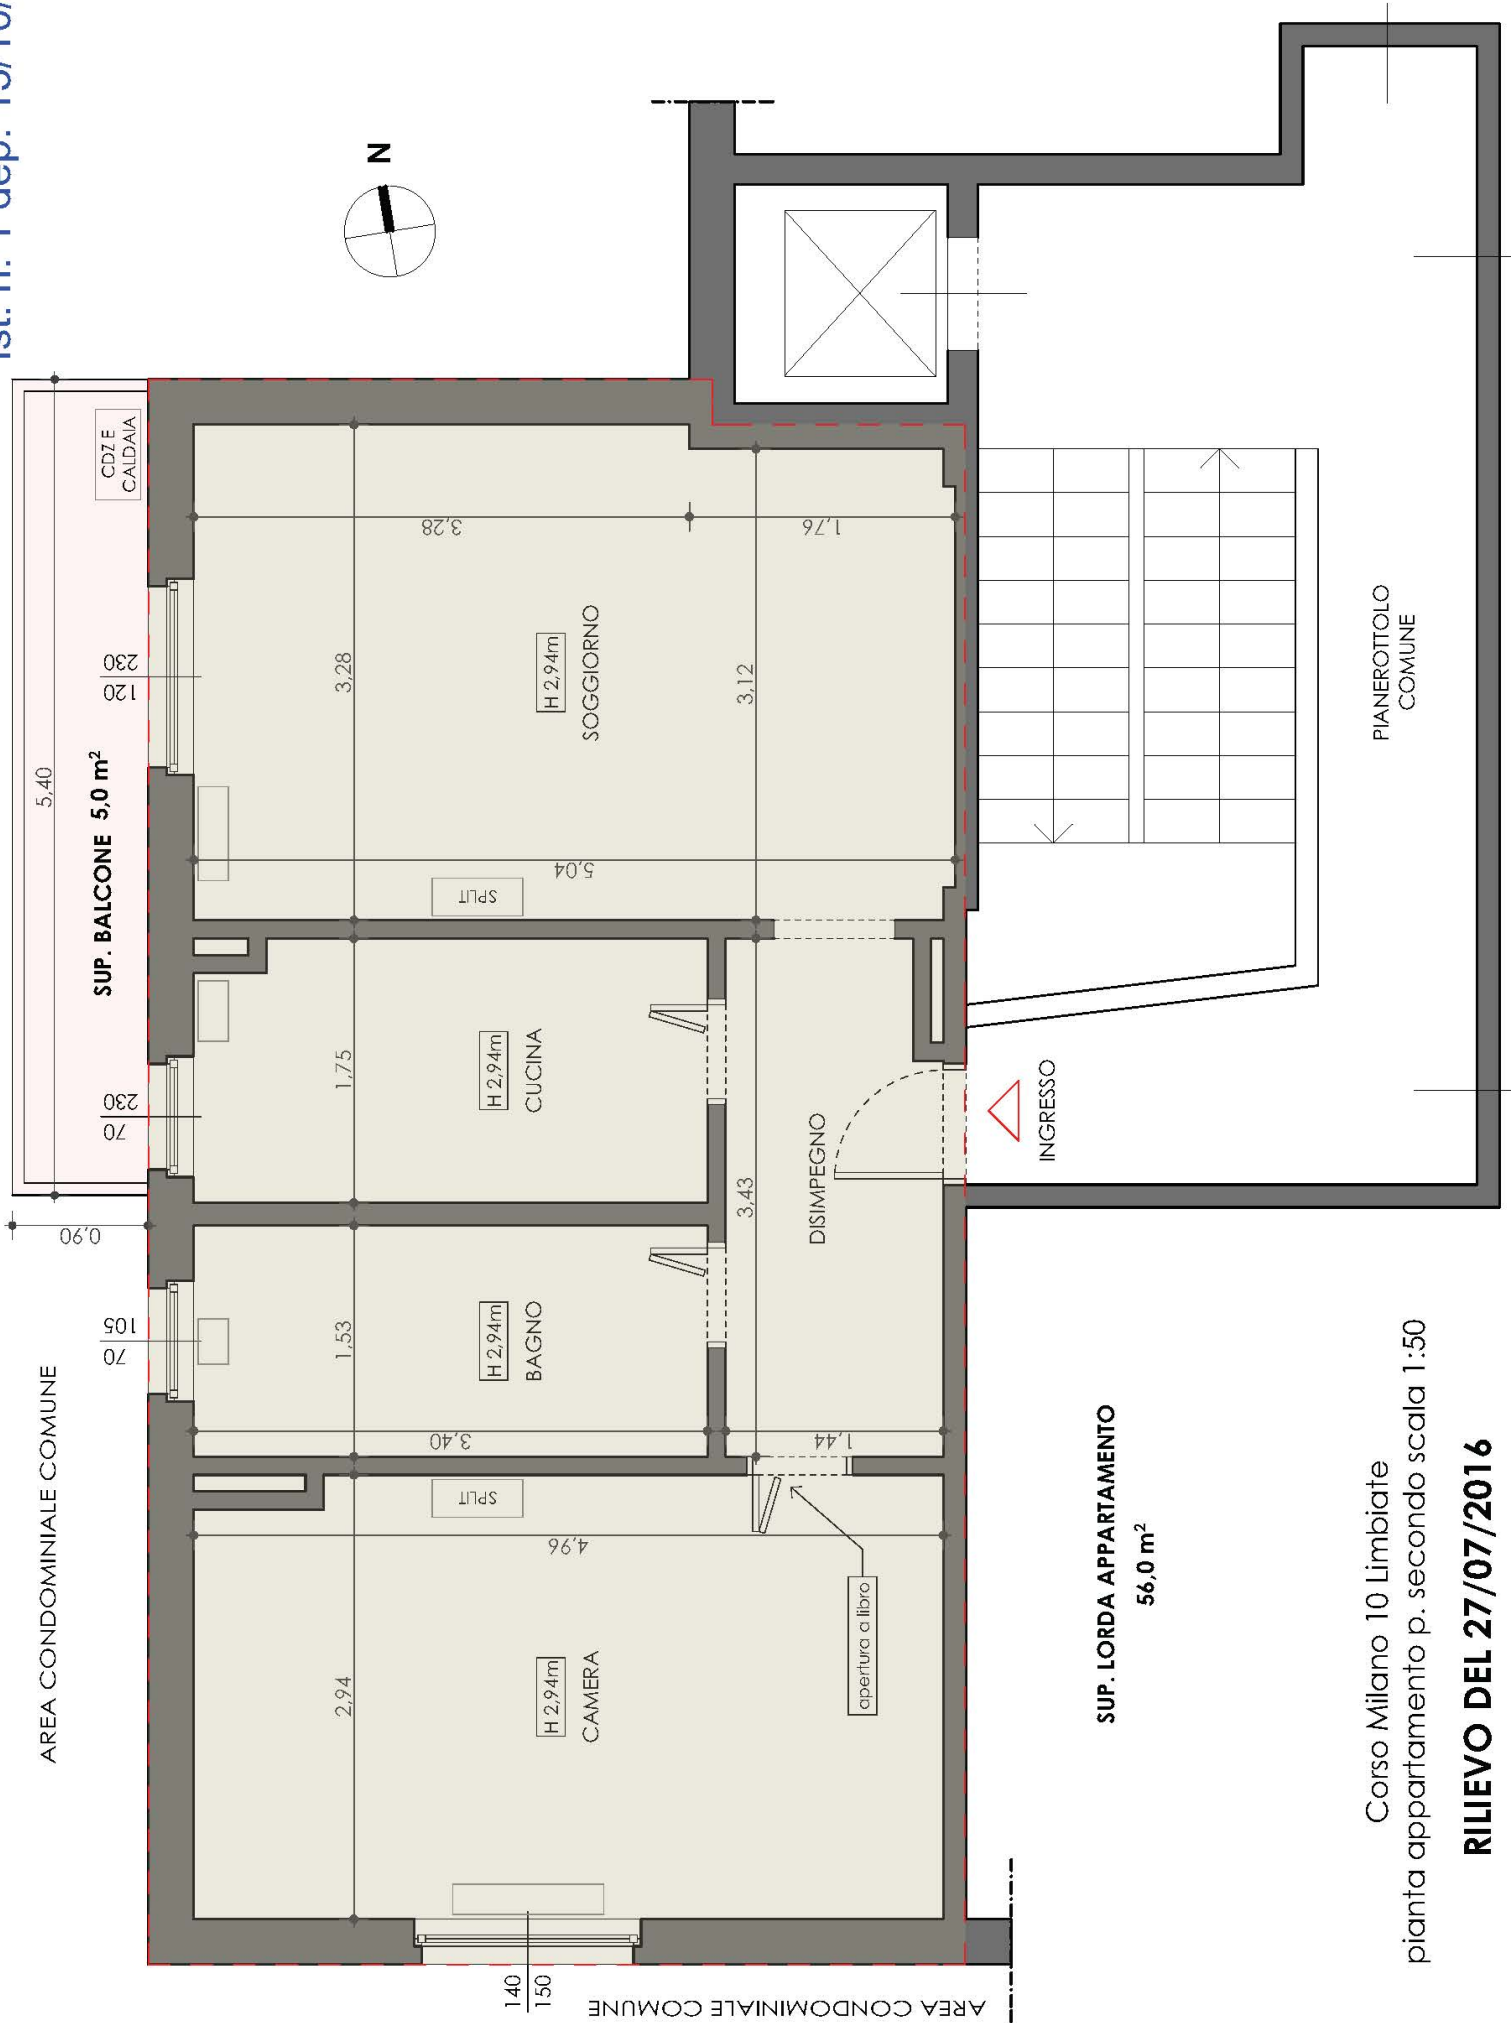 AREA CONDOMINIALE COMUNE
0,90
5,40
SUP. BALCONE 5,0 m²
CDZ E
CALDAIA
70
105
70
230
120
230
2,94
1,53
1,75
3,28
3,40
SPLIT
SPLIT
3,28
H 2,94m
CAMERA
H 2,94m
BAGNO
H 2,94m
CUCINA
H 2,94m
SOGGIORNO
4,96
5,04
3,43
3,12
1,44
1,76
apertura a libro
DISIMPEGNO
INGRESSO
140
150
AREA CONDOMINIALE COMUNE
N
SUP. LORDA APPARTAMENTO
56,0 m²
PIANEROTTOLO
COMUNE
Corso Milano 10 Limbiate
pianta appartamento p. secondo scala 1:50
RILIEVO DEL 27/07/2016